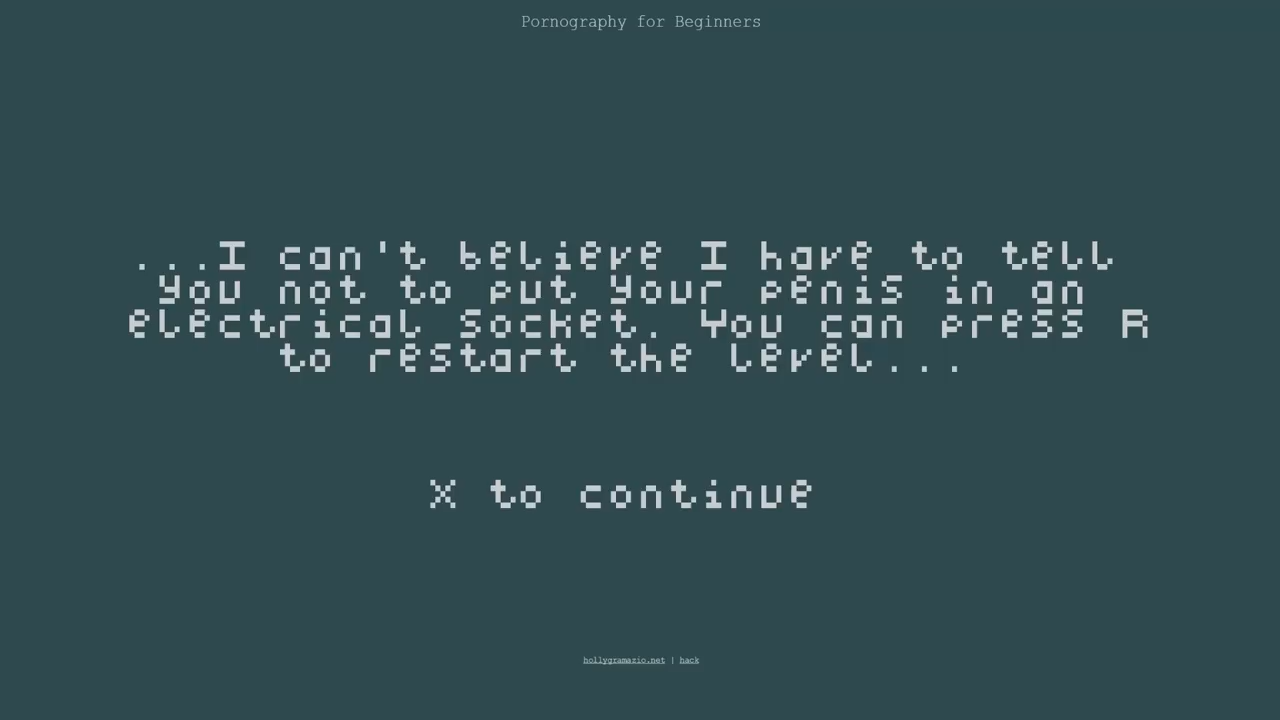 Pornography for Beginners
...I can't believe I have to tell
you not to put your penis in an
electrical socket. You can press R
to restart the level...
X to continue
hollygramazio.net | hack